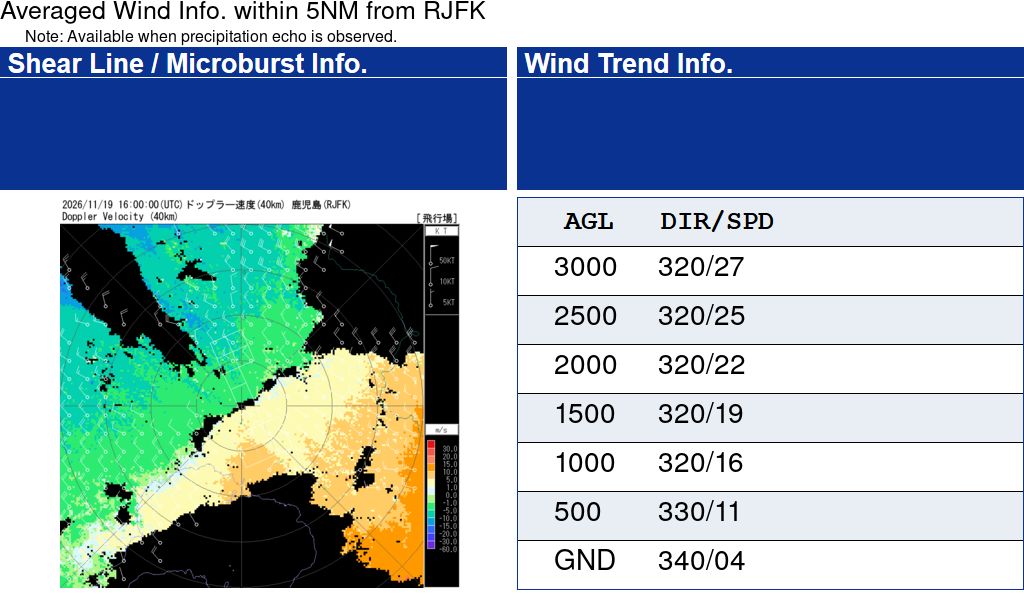 Averaged Wind Info. within 5NM from RJFK
Note: Available when precipitation echo is observed.
Shear Line / Microburst Info.
Wind Trend Info.
2026/11/19 16:00:00(UTC) ドップラー速度(40km) 鹿児島(RJFK)
Doppler Velocity (40km)
[飛行場]
KT
50KT
10KT
5KT
m/s
30.0
20.0
15.0
10.0
5.0
1.0
0.0
-1.0
-5.0
-10.0
-15.0
-20.0
-30.0
-60.0
AGL DIR/SPD
3000 320/27
2500 320/25
2000 320/22
1500 320/19
1000 320/16
500 330/11
GND 340/04